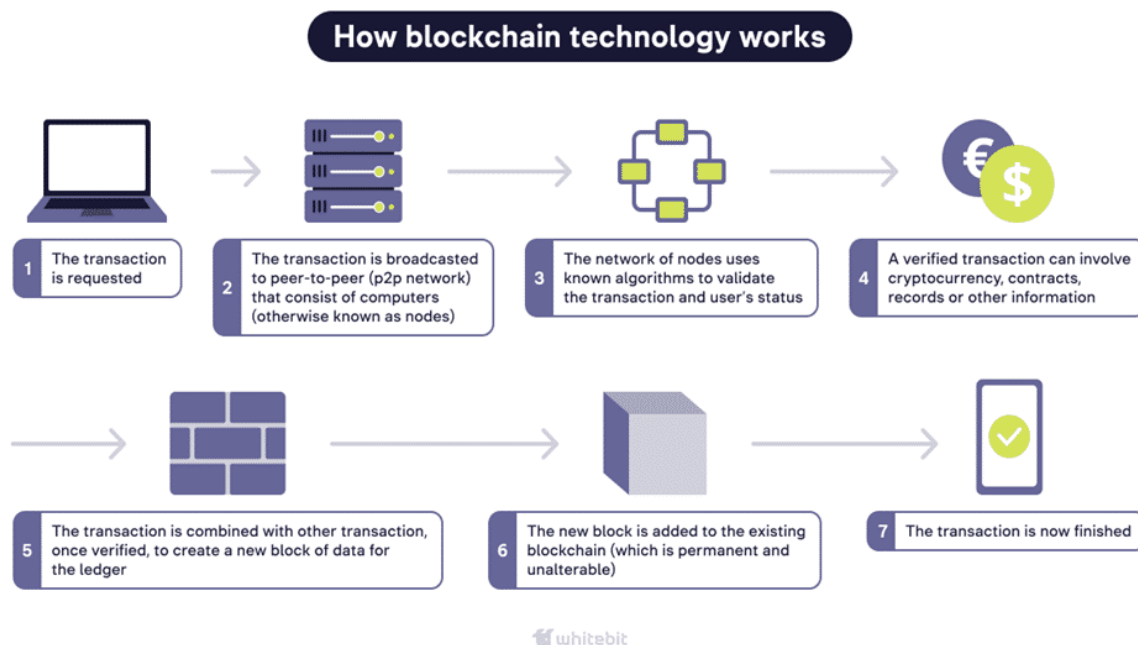 How blockchain technology works
€
$
1
The transaction
is requested
2
The transaction is broadcasted
to peer-to-peer (p2p network)
that consist of computers
(otherwise known as nodes)
3
The network of nodes uses
known algorithms to validate
the transaction and user's status
4
A verified transaction can involve
cryptocurrency, contracts,
records or other information
5
The transaction is combined with other transaction,
once verified, to create a new block of data for
the ledger
6
The new block is added to the existing
blockchain (which is permanent and
unalterable)
7
The transaction is now finished
whitebit